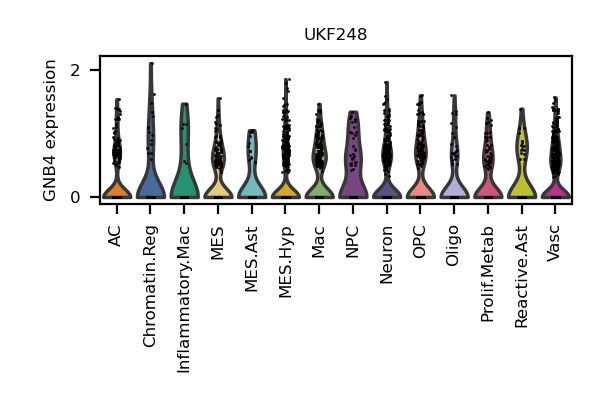 UKF248
GNB4 expression
2
0
AC
Chromatin.Reg
Inflammatory.Mac
MES
MES.Ast
MES.Hyp
Mac
NPC
Neuron
OPC
Oligo
Prolif.Metab
Reactive.Ast
Vasc